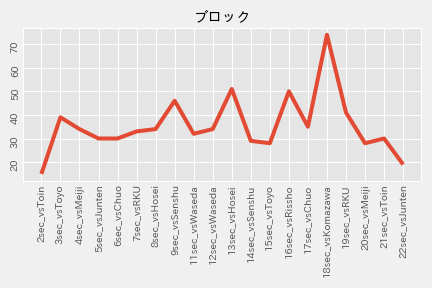 ブロック
70
60
50
40
30
20
2sec_vsToin
3sec_vsToyo
4sec_vsMeiji
5sec_vsJunten
6sec_vsChuo
7sec_vsRKU
8sec_vsHosei
9sec_vsSenshu
11sec_vsWaseda
12sec_vsWaseda
13sec_vsHosei
14sec_vsSenshu
15sec_vsToyo
16sec_vsRissho
17sec_vsChuo
18sec_vsKomazawa
19sec_vsRKU
20sec_vsMeiji
21sec_vsToin
22sec_vsJunten